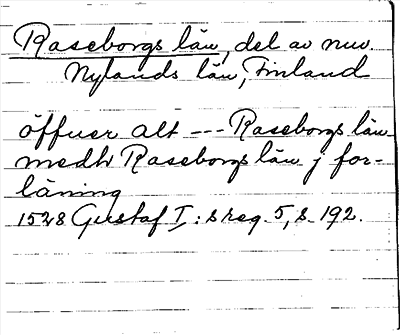 Raseborgs län, del av nuv.
Nylands län, Finland
öffuer alt --- Raseborgs län
medh Raseborgs län j for-
läning
1528 Gustaf I:s reg. 5, s. 192.